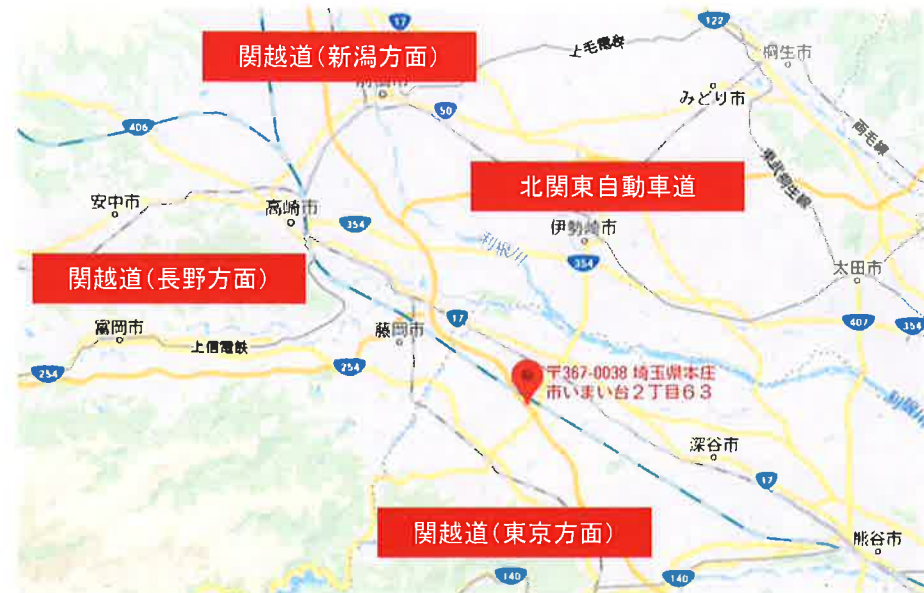 17
122
関越道(新潟方面)
上毛電鉄
桐生市
前橋市
みどり市
50
406
両毛線
東武桐生線
北関東自動車道
安中市
高崎市
354
伊勢崎市
利根川
354
太田市
関越道(長野方面)
17
407
354
富岡市
藤岡市
上信電鉄
254
254
〒367-0038 埼玉県本庄
市いまい台2丁目63
深谷市
17
関越道(東京方面)
熊谷市
140
140